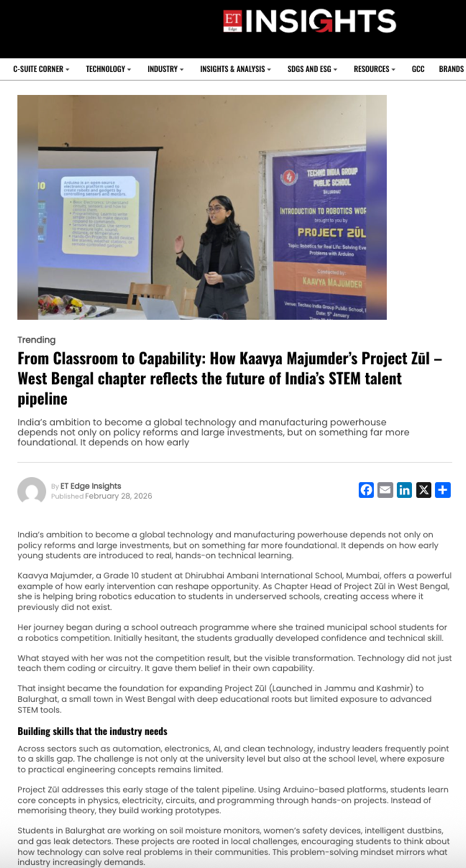 ET
Edge
INSIGHTS
C-SUITE CORNER
TECHNOLOGY
INDUSTRY
INSIGHTS & ANALYSIS
SDGS AND ESG
RESOURCES
GCC
BRANDS
TECHNO INDIA GROUP
PUBLIC SCHOOL
INTRODUCTION TO ROBOTICS WOR
PROJECT ZŪL
Topic: Robotics for Real Life: Solving
Problems with Arduino
Conducted by
KAAVYA MAJUMDER
Venue: Techno India Group Public School,
Trending
From Classroom to Capability: How Kaavya Majumder's Project Zūl –
West Bengal chapter reflects the future of India's STEM talent
pipeline
India's ambition to become a global technology and manufacturing powerhouse
depends not only on policy reforms and large investments, but on something far more
foundational. It depends on how early
By ET Edge Insights
Published February 28, 2026
India's ambition to become a global technology and manufacturing powerhouse depends not only on
policy reforms and large investments, but on something far more foundational. It depends on how early
young students are introduced to real, hands-on technical learning.
Kaavya Majumder, a Grade 10 student at Dhirubhai Ambani International School, Mumbai, offers a powerful
example of how early intervention can reshape opportunity. As Chapter Head of Project Zūl in West Bengal,
she is helping bring robotics education to students in underserved schools, creating access where it
previously did not exist.
Her journey began during a school outreach programme where she trained municipal school students for
a robotics competition. Initially hesitant, the students gradually developed confidence and technical skill.
What stayed with her was not the competition result, but the visible transformation. Technology did not just
teach them coding or circuitry. It gave them belief in their own capability.
That insight became the foundation for expanding Project Zūl (Launched in Jammu and Kashmir) to
Balurghat, a small town in West Bengal with deep educational roots but limited exposure to advanced
STEM tools.
Building skills that the industry needs
Across sectors such as automation, electronics, AI, and clean technology, industry leaders frequently point
to a skills gap. The challenge is not only at the university level but also at the school level, where exposure
to practical engineering concepts remains limited.
Project Zūl addresses this early stage of the talent pipeline. Using Arduino-based platforms, students learn
core concepts in physics, electricity, circuits, and programming through hands-on projects. Instead of
memorising theory, they build working prototypes.
Students in Balurghat are working on soil moisture monitors, women's safety devices, intelligent dustbins,
and gas leak detectors. These projects are rooted in local challenges, encouraging students to think about
how technology can solve real problems in their communities. This problem-solving mindset mirrors what
industry increasingly demands.